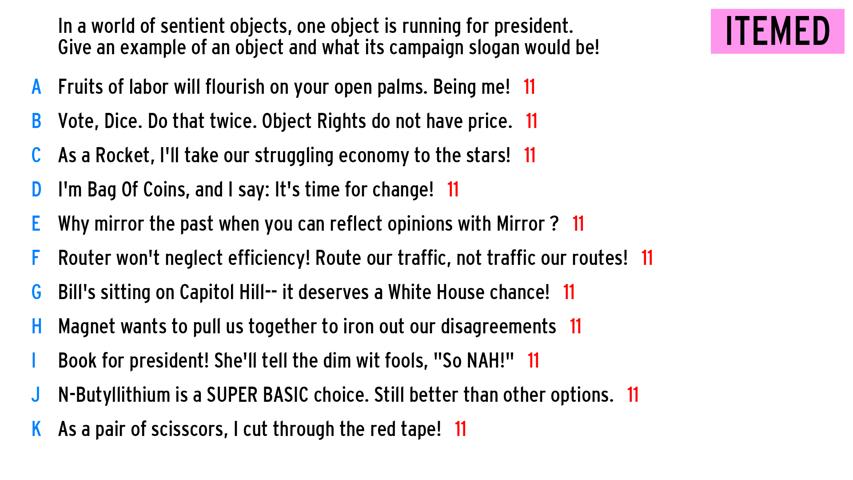 In a world of sentient objects, one object is running for president.
Give an example of an object and what its campaign slogan would be!
ITEMED
A Fruits of labor will flourish on your open palms. Being me! 11
B Vote, Dice. Do that twice. Object Rights do not have price. 11
C As a Rocket, I'll take our struggling economy to the stars! 11
D I'm Bag Of Coins, and I say: It's time for change! 11
E Why mirror the past when you can reflect opinions with Mirror ? 11
F Router won't neglect efficiency! Route our traffic, not traffic our routes! 11
G Bill's sitting on Capitol Hill-- it deserves a White House chance! 11
H Magnet wants to pull us together to iron out our disagreements 11
I Book for president! She'll tell the dim wit fools, "So NAH!" 11
J N-Butyllithium is a SUPER BASIC choice. Still better than other options. 11
K As a pair of scisscors, I cut through the red tape! 11